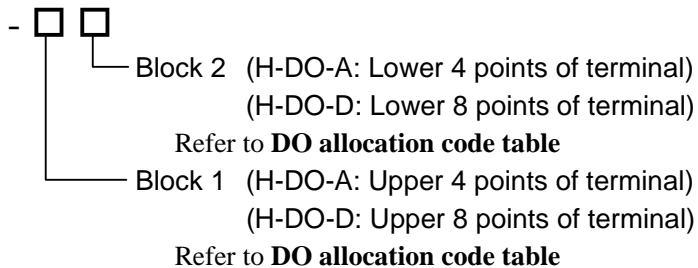 - □ □
Block 2 (H-DO-A: Lower 4 points of terminal)
(H-DO-D: Lower 8 points of terminal)
Refer to DO allocation code table
Block 1 (H-DO-A: Upper 4 points of terminal)
(H-DO-D: Upper 8 points of terminal)
Refer to DO allocation code table